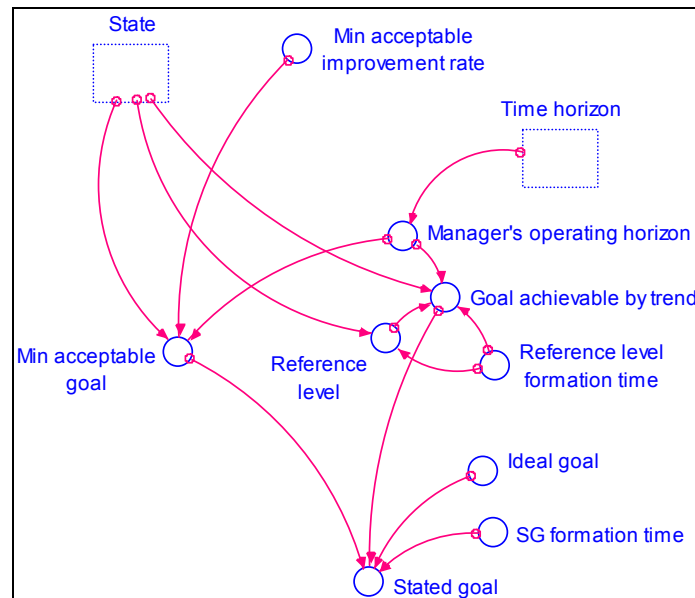 State
Min acceptable
improvement rate
Time horizon
Manager's operating horizon
Goal achievable by trend
Min acceptable
goal
Reference
level
Reference level
formation time
Ideal goal
SG formation time
Stated goal